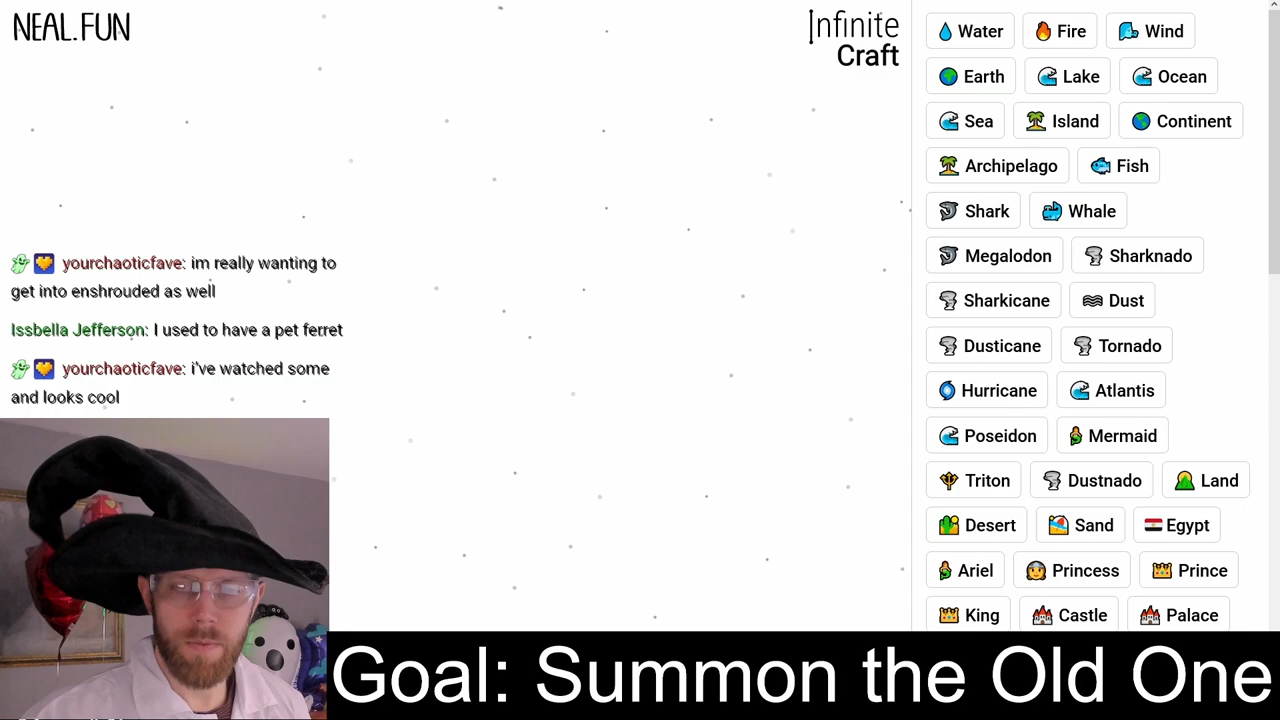 NEAL.FUN
Infinite
Craft
Water Fire Wind
Earth Lake Ocean
Sea Island Continent
Archipelago Fish
Shark Whale
Megalodon Sharknado
Sharkicane Dust
Dusticane Tornado
Hurricane Atlantis
Poseidon Mermaid
Triton Dustnado Land
Desert Sand Egypt
Ariel Princess Prince
King Castle Palace
yourchaoticfave: im really wanting to
get into enshrouded as well
Issbella Jefferson: I used to have a pet ferret
yourchaoticfave: i've watched some
and looks cool
Goal: Summon the Old One